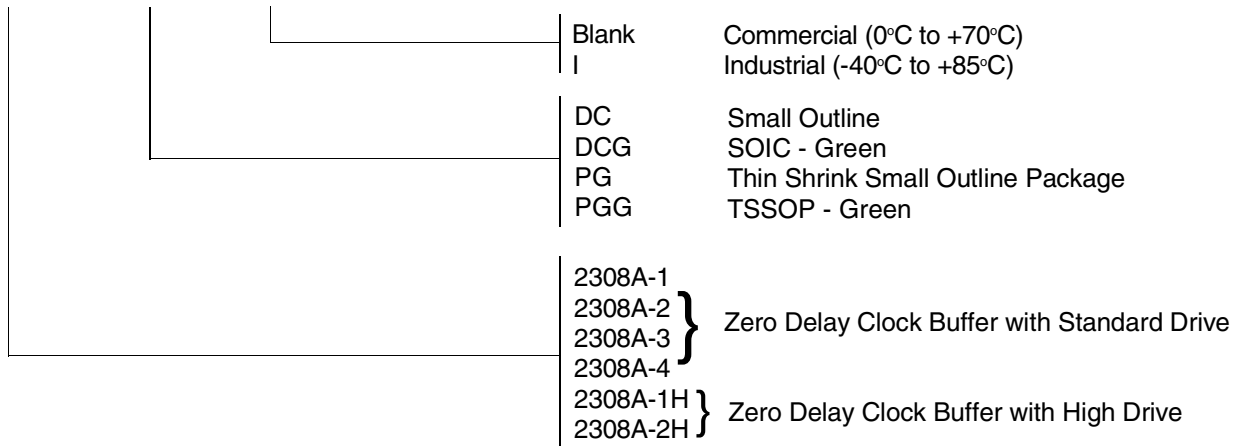 Blank Commercial (0°C to +70°C)
I Industrial (-40°C to +85°C)
DC Small Outline
DCG SOIC - Green
PG Thin Shrink Small Outline Package
PGG TSSOP - Green
2308A-1
2308A-2
2308A-3
2308A-4
Zero Delay Clock Buffer with Standard Drive
2308A-1H
2308A-2H
Zero Delay Clock Buffer with High Drive